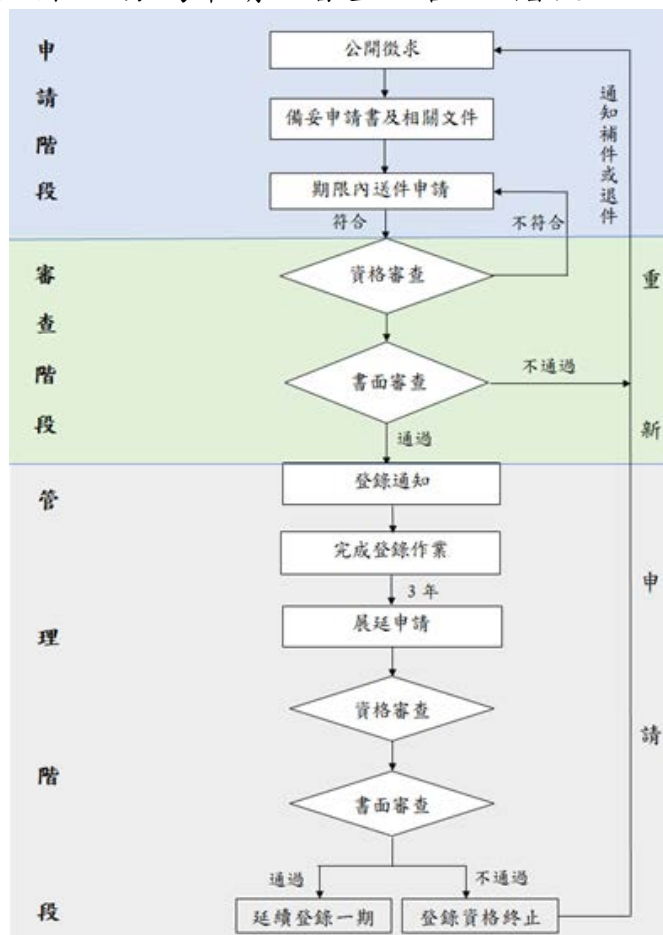 申請階段
公開徵求
備妥申請書及相關文件
期限內送件申請
符合
不符合
通知補件或退件
審查階段
資格審查
書面審查
不通過
通過
重新申請
管理階段
登錄通知
完成登錄作業
3 年
展延申請
資格審查
書面審查
通過
不通過
延續登錄一期
登錄資格終止